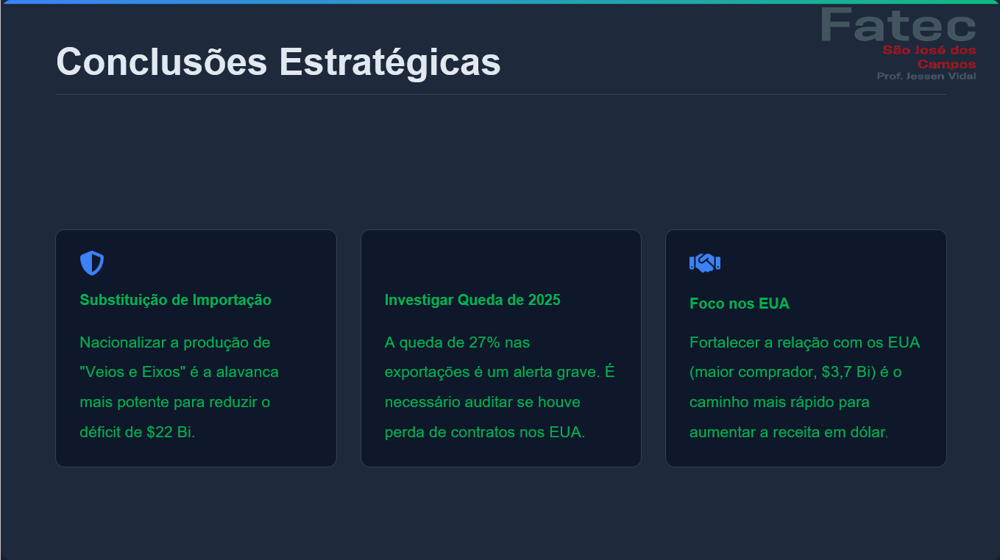 Fatec
São José dos
Campos
Prof. Jessen Vidal
Conclusões Estratégicas
Substituição de Importação
Nacionalizar a produção de
"Veios e Eixos" é a alavanca
mais potente para reduzir o
déficit de $22 Bi.
Investigar Queda de 2025
A queda de 27% nas
exportações é um alerta grave. É
necessário auditar se houve
perda de contratos nos EUA.
Foco nos EUA
Fortalecer a relação com os EUA
(maior comprador, $3,7 Bi) é o
caminho mais rápido para
aumentar a receita em dólar.